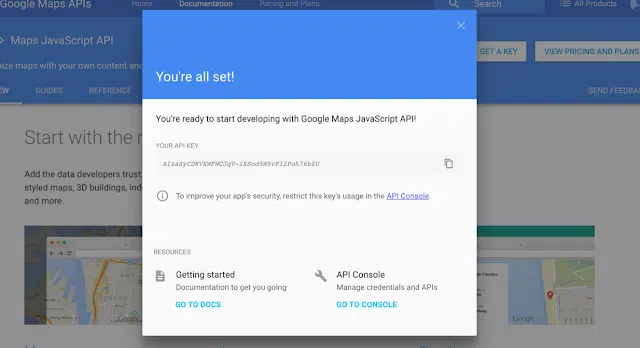 Google Maps APIs
Home
Documentation
Pricing and Plans
Search
All Products
Maps JavaScript API
GET A KEY
VIEW PRICING AND PLANS
nize maps with your own content and
EW
GUIDES
REFERENCE
SEND FEEDBA
You're all set!
You're ready to start developing with Google Maps JavaScript API!
YOUR API KEY
To improve your app's security, restrict this key's usage in the API Console.
RESOURCES
Getting started
Documentation to get you going
GO TO DOCS
API Console
Manage credentials and APIs
GO TO CONSOLE
Start with the
Add the data developers trust
styled maps, 3D buildings, ind
and more.
Google
Google